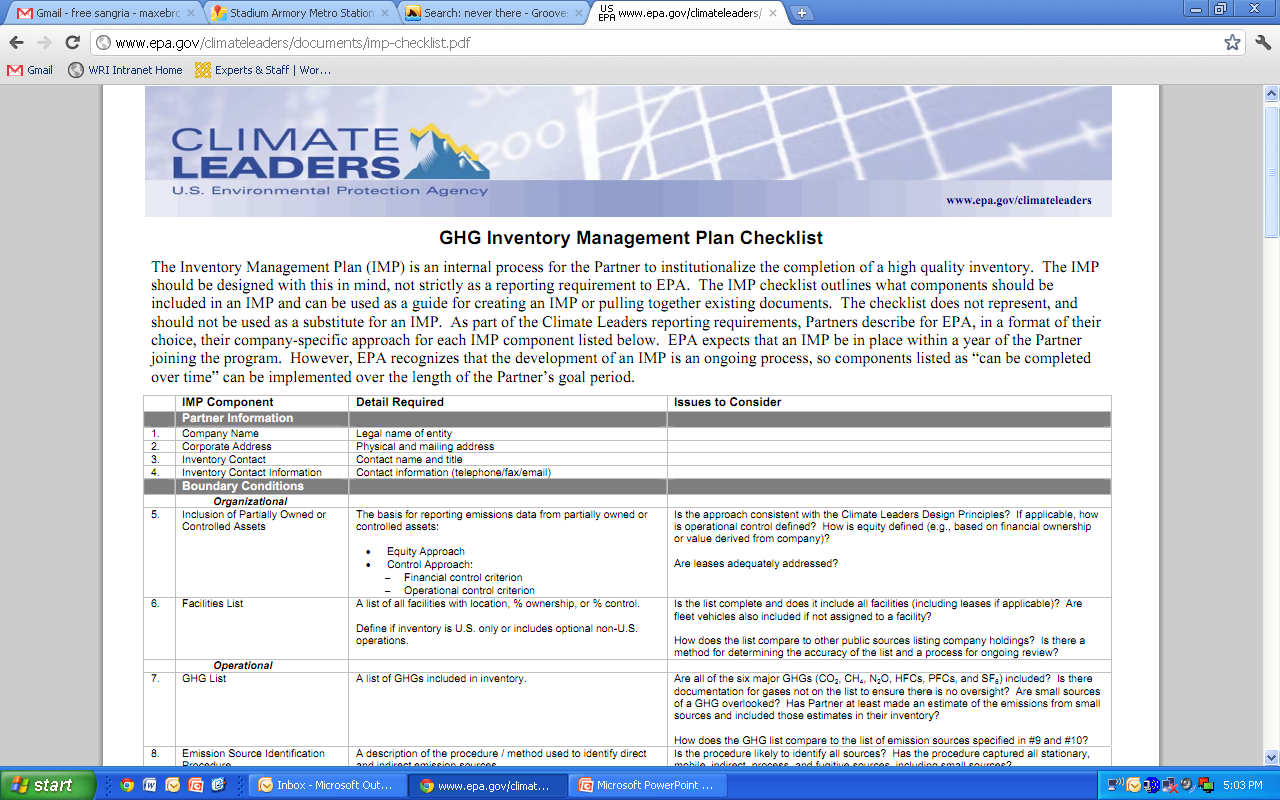 Gmail - free sangria - maxebro
Stadium Armory Metro Station
Search: never there - Groove
US EPA www.epa.gov/climateleaders/
www.epa.gov/climateleaders/documents/imp-checklist.pdf
Gmail WRI Intranet Home Experts & Staff | Wor...
200
CLIMATE
LEADERS
U.S. Environmental Protection Agency
www.epa.gov/climateleaders
GHG Inventory Management Plan Checklist
The Inventory Management Plan (IMP) is an internal process for the Partner to institutionalize the completion of a high quality inventory. The IMP
should be designed with this in mind, not strictly as a reporting requirement to EPA. The IMP checklist outlines what components should be
included in an IMP and can be used as a guide for creating an IMP or pulling together existing documents. The checklist does not represent, and
should not be used as a substitute for an IMP. As part of the Climate Leaders reporting requirements, Partners describe for EPA, in a format of their
choice, their company-specific approach for each IMP component listed below. EPA expects that an IMP be in place within a year of the Partner
joining the program. However, EPA recognizes that the development of an IMP is an ongoing process, so components listed as “can be completed
over time” can be implemented over the length of the Partner’s goal period.
IMP Component Detail Required Issues to Consider
Partner Information
1. Company Name Legal name of entity
2. Corporate Address Physical and mailing address
3. Inventory Contact Contact name and title
4. Inventory Contact Information Contact information (telephone/fax/email)
Boundary Conditions
Organizational
5. Inclusion of Partially Owned or
Controlled Assets
The basis for reporting emissions data from partially owned or
controlled assets:
• Equity Approach
• Control Approach:
– Financial control criterion
– Operational control criterion
Is the approach consistent with the Climate Leaders Design Principles? If applicable, how
is operational control defined? How is equity defined (e.g., based on financial ownership
or value derived from company)?
Are leases adequately addressed?
6. Facilities List
A list of all facilities with location, % ownership, or % control.
Define if inventory is U.S. only or includes optional non-U.S.
operations.
Is the list complete and does it include all facilities (including leases if applicable)? Are
fleet vehicles also included if not assigned to a facility?
How does the list compare to other public sources listing company holdings? Is there a
method for determining the accuracy of the list and a process for ongoing review?
Operational
7. GHG List
A list of GHGs included in inventory.
Are all of the six major GHGs (CO₂, CH₄, N₂O, HFCs, PFCs, and SF₆) included? Is there
documentation for gases not on the list to ensure there is no oversight? Are small sources
of a GHG overlooked? Has Partner at least made an estimate of the emissions from small
sources and included those estimates in their inventory?
How does the GHG list compare to the list of emission sources specified in #9 and #10?
8. Emission Source Identification
Procedure
A description of the procedure / method used to identify direct
and indirect emission sources.
Is the procedure likely to identify all sources? Has the procedure captured all stationary,
mobile, indirect, process, and fugitive sources, including small sources?
start Inbox - Microsoft Out... www.epa.gov/climat... Microsoft PowerPoint ... 5:03 PM